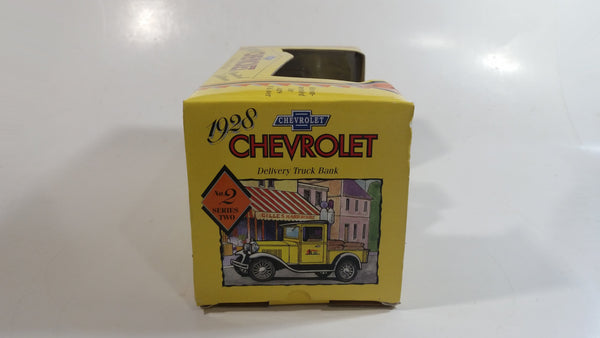 CHEVROLET
1928
CHEVROLET
Delivery Truck Bank
No. 2
SERIES
TWO